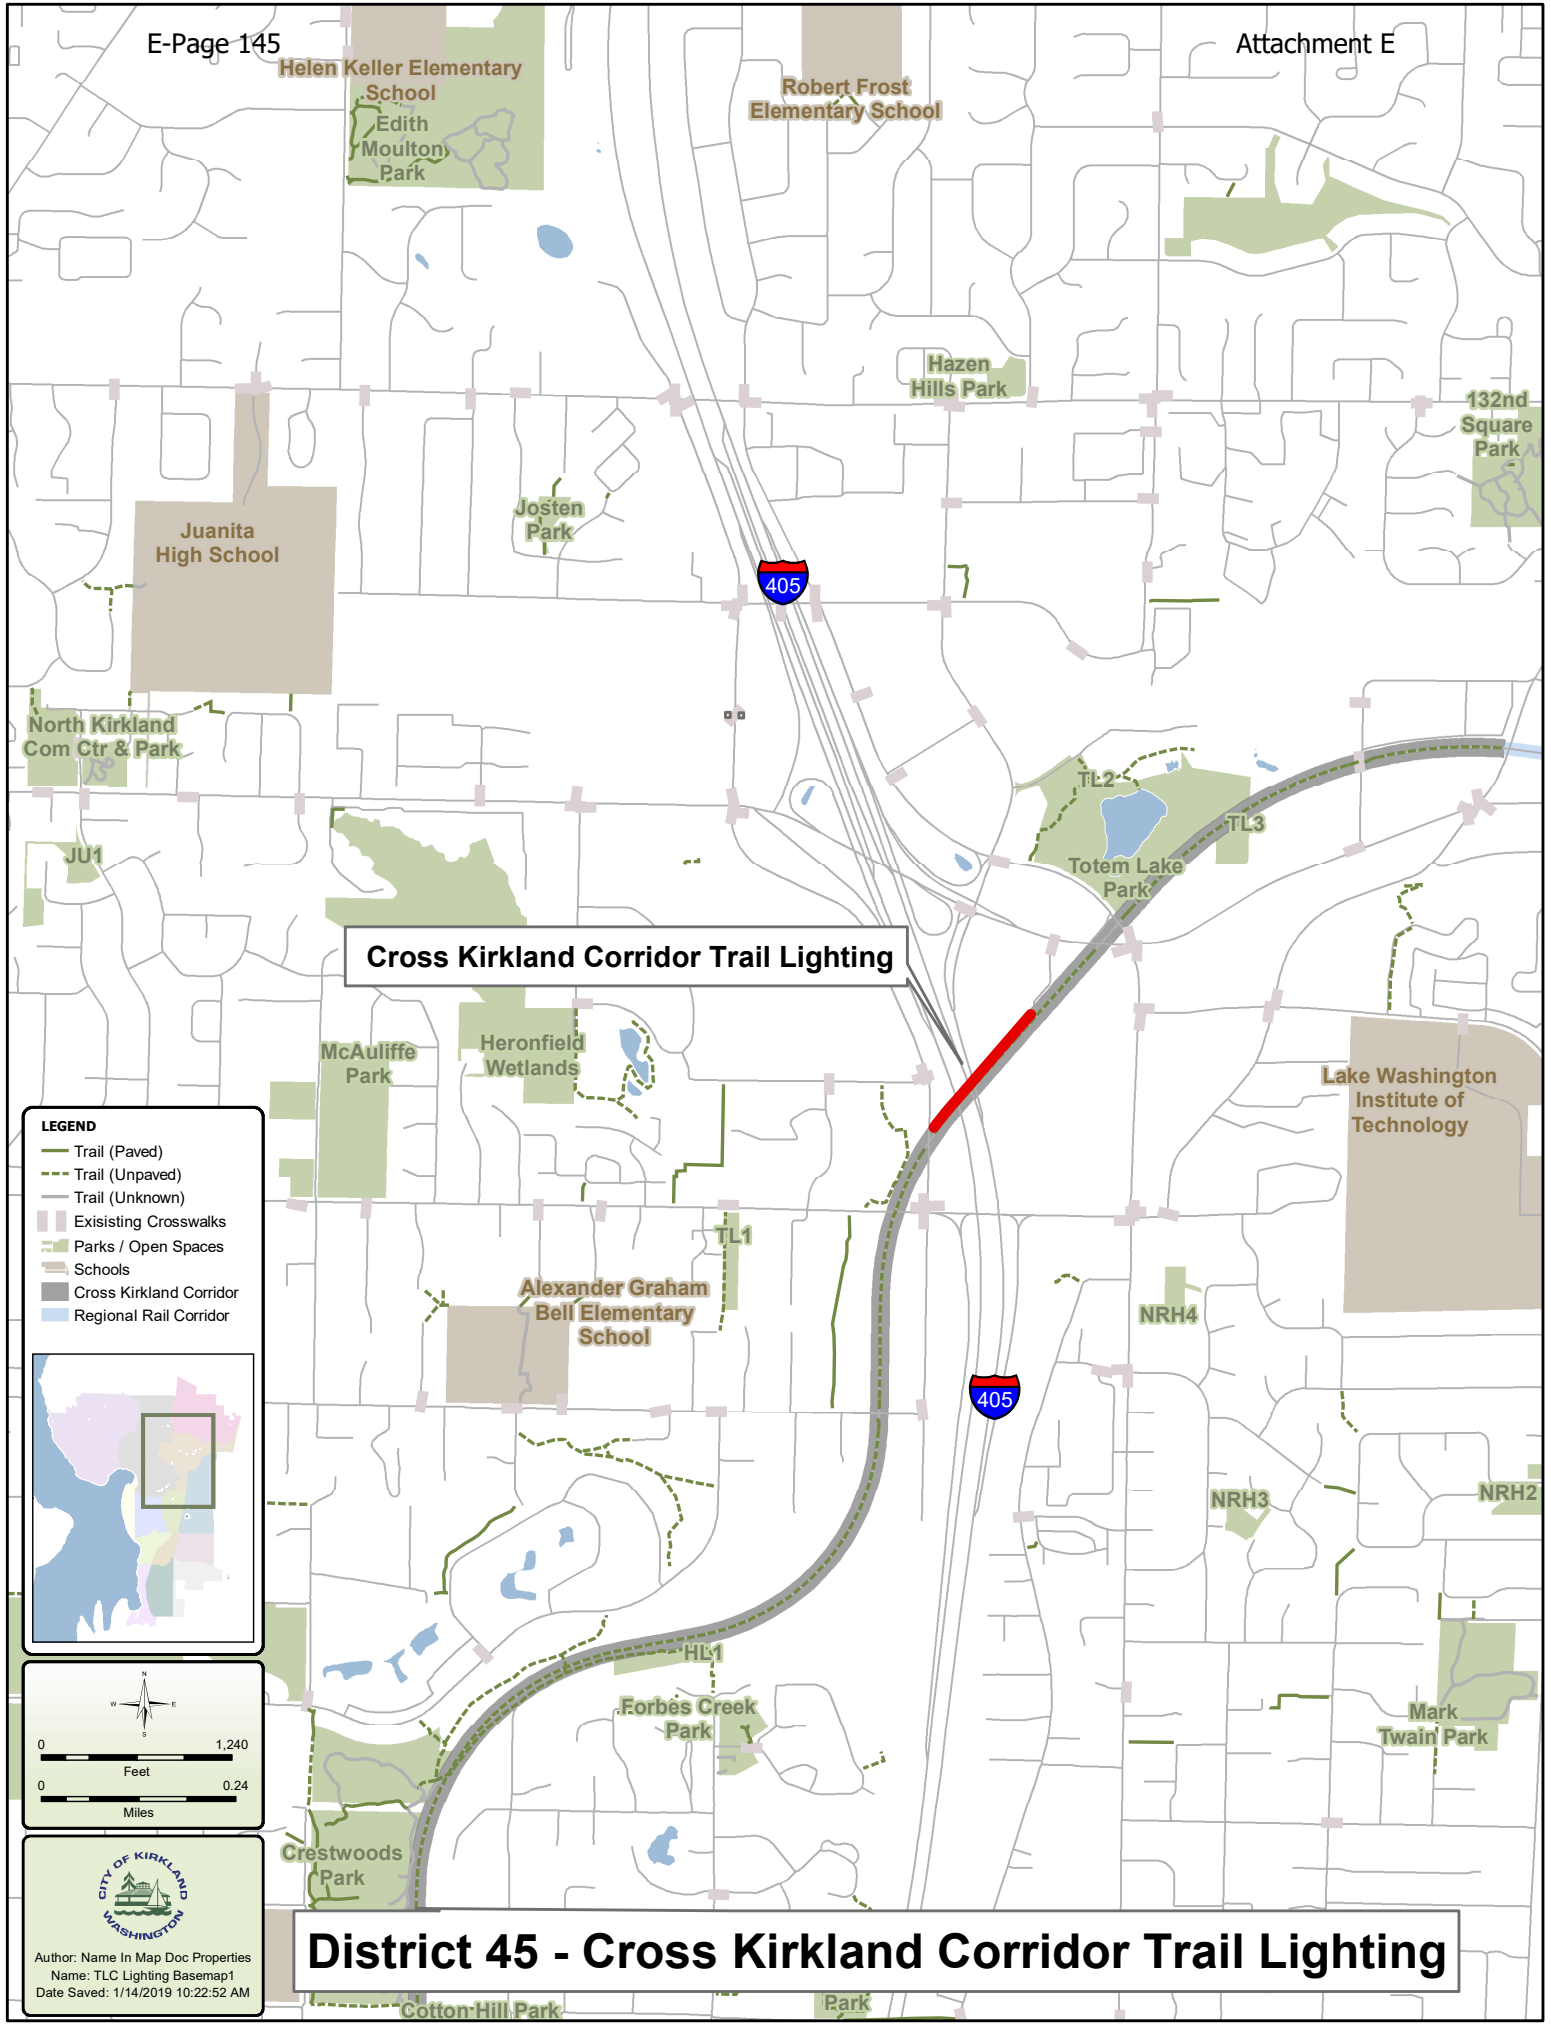 E-Page 145
Attachment E
Helen Keller Elementary
School
Edith
Moulton
Park
Robert Frost
Elementary School
Hazen
Hills Park
132nd
Square
Park
Juanita
High School
Josten
Park
405
North Kirkland
Com Ctr & Park
TL2
TL3
Totem Lake
Park
JU1
Cross Kirkland Corridor Trail Lighting
Heronfield
Wetlands
McAuliffe
Park
Lake Washington
Institute of
Technology
LEGEND
Trail (Paved)
Trail (Unpaved)
Trail (Unknown)
Exisisting Crosswalks
Parks / Open Spaces
Schools
Cross Kirkland Corridor
Regional Rail Corridor
TL1
Alexander Graham
Bell Elementary
School
NRH4
405
NRH3
NRH2
HL1
Forbes Creek
Park
Mark
Twain Park
N
W E
S
0 1,240
Feet
0 0.24
Miles
Crestwoods
Park
CITY OF KIRKLAND
WASHINGTON
Author: Name In Map Doc Properties
Name: TLC Lighting Basemap1
Date Saved: 1/14/2019 10:22:52 AM
District 45 - Cross Kirkland Corridor Trail Lighting
Cotton Hill Park
Park